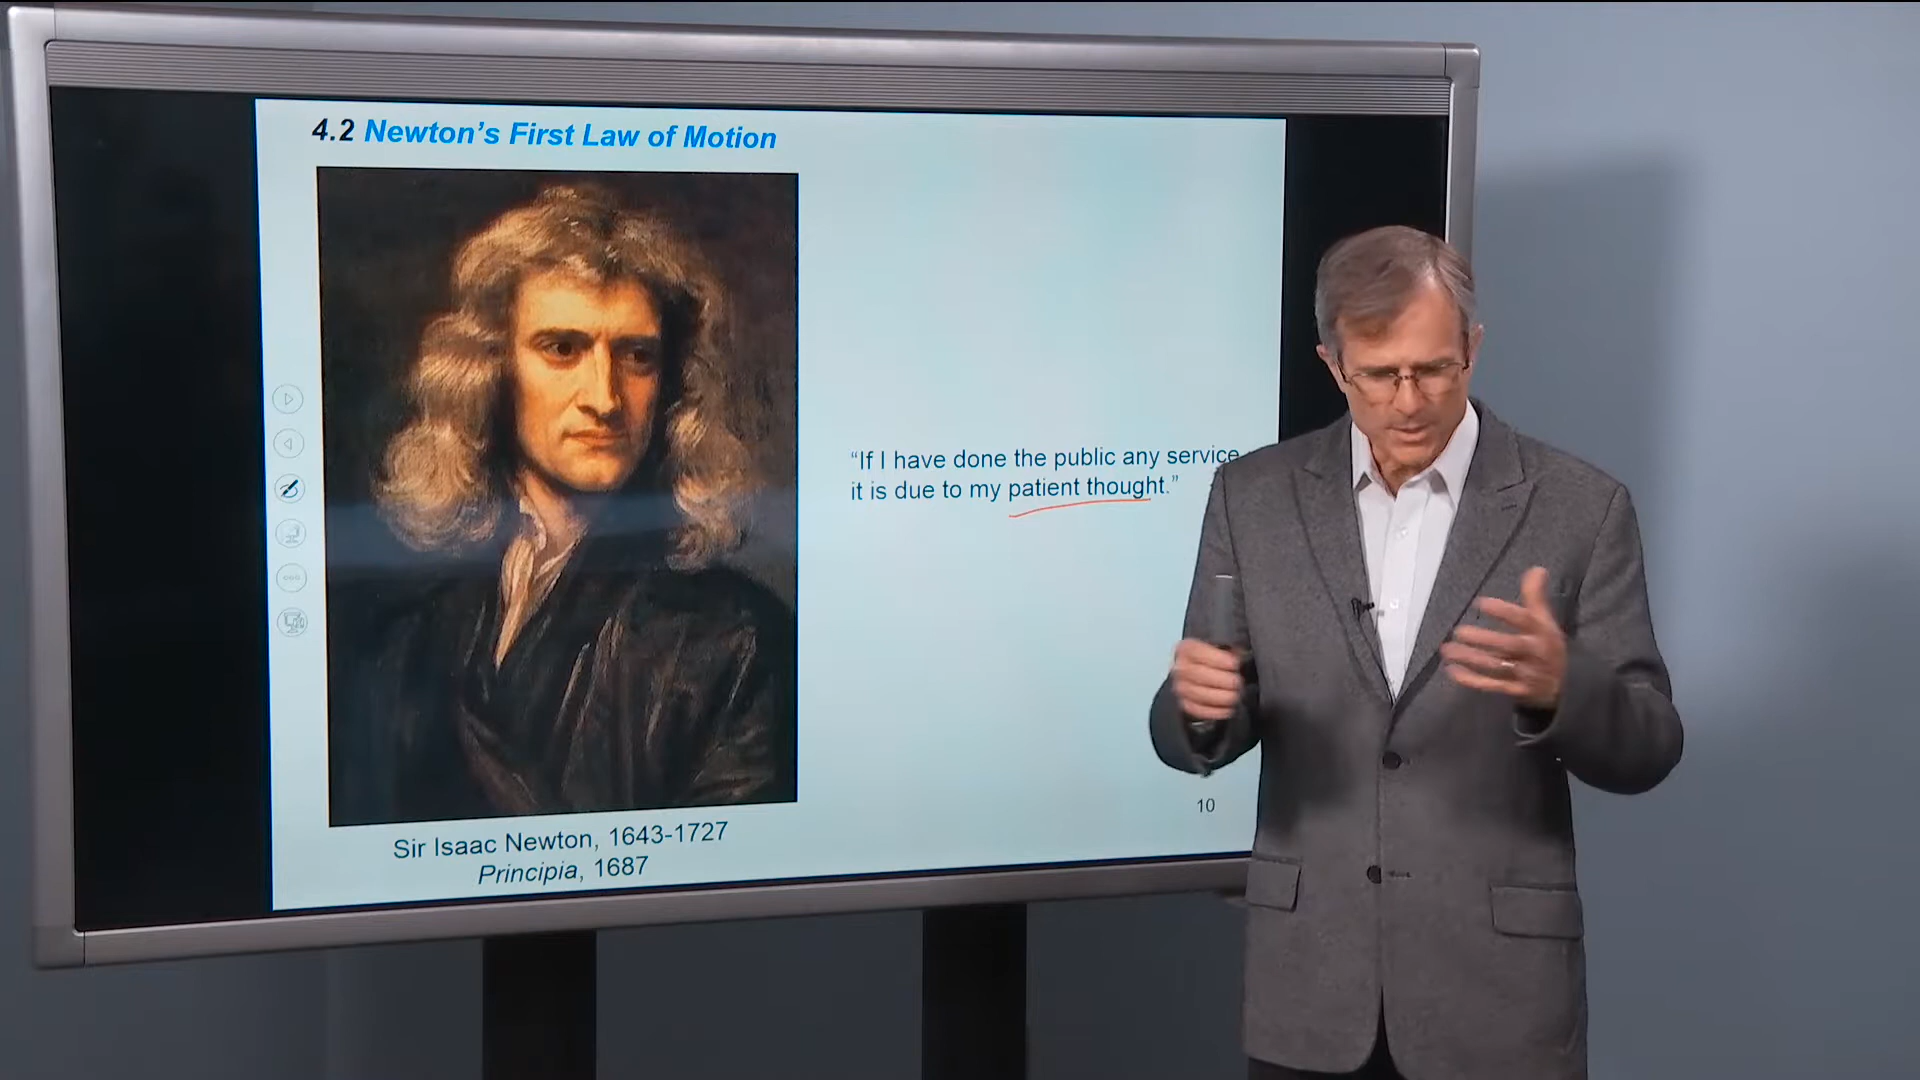 4.2 Newton's First Law of Motion
“If I have done the public any service
it is due to my patient thought.”
10
Sir Isaac Newton, 1643-1727
Principia, 1687